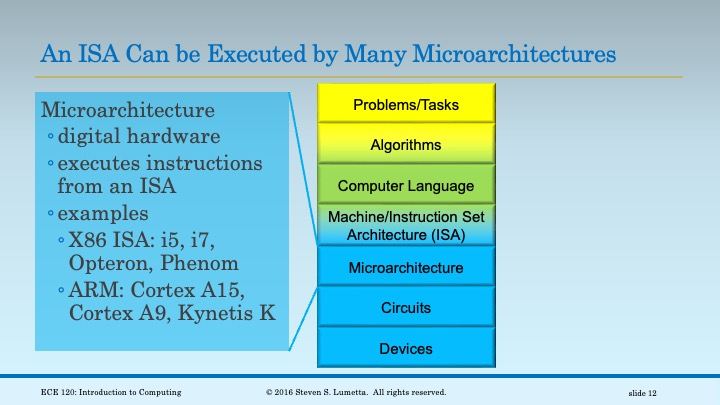 An ISA Can be Executed by Many Microarchitectures
Microarchitecture
◦ digital hardware
◦ executes instructions
from an ISA
◦ examples
◦ X86 ISA: i5, i7,
Opteron, Phenom
◦ ARM: Cortex A15,
Cortex A9, Kynetis K
Problems/Tasks
Algorithms
Computer Language
Machine/Instruction Set
Architecture (ISA)
Microarchitecture
Circuits
Devices
ECE 120: Introduction to Computing
© 2016 Steven S. Lumetta. All rights reserved.
slide 12